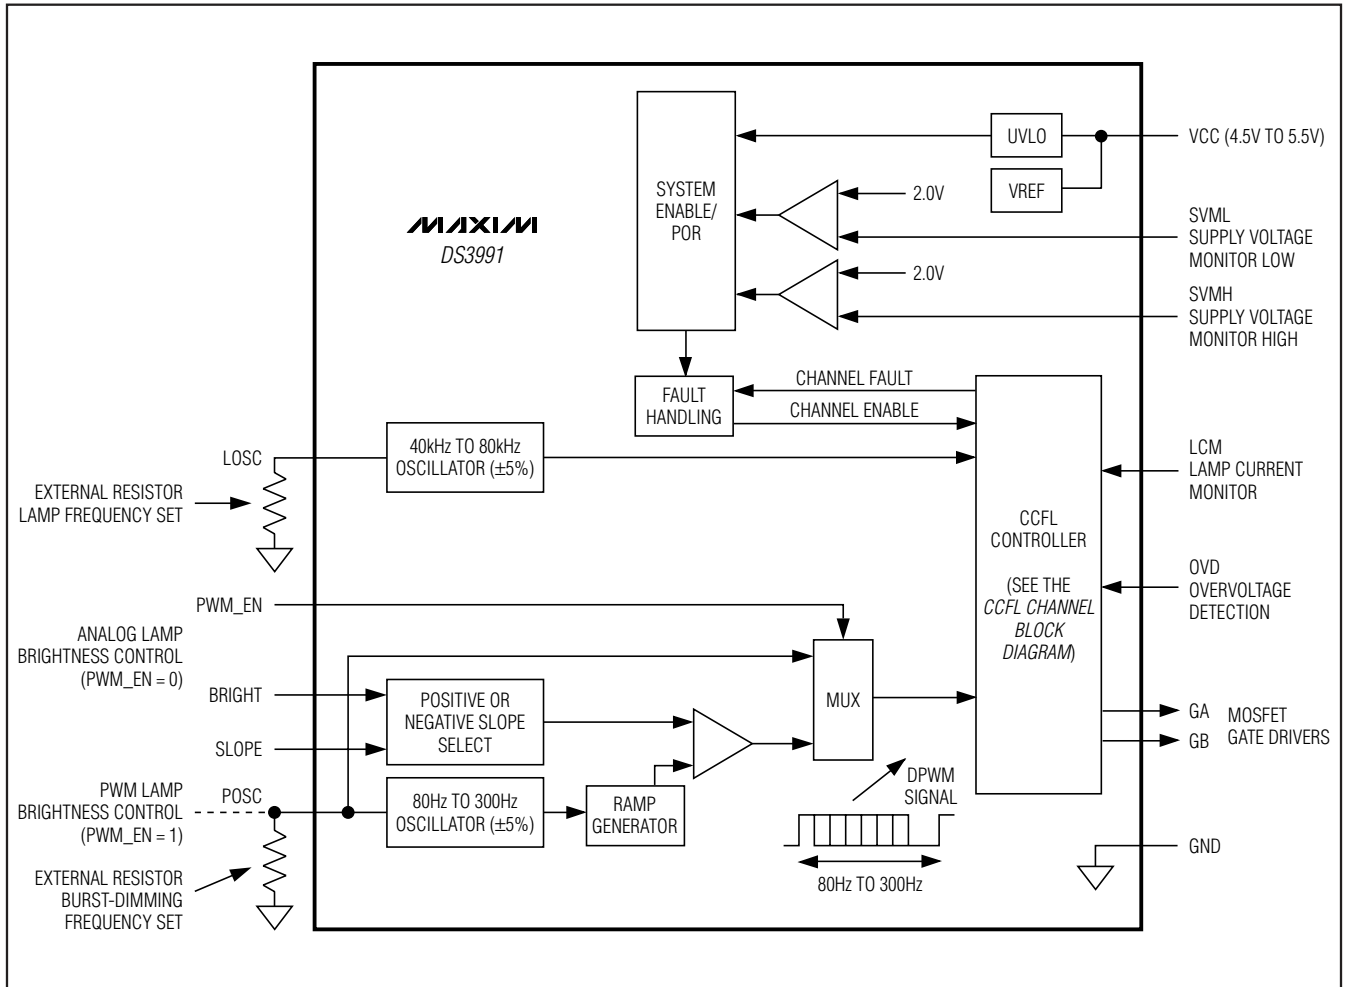 UVLO
VCC (4.5V TO 5.5V)
VREF
SYSTEM
ENABLE/
POR
2.0V
SVML
SUPPLY VOLTAGE
MONITOR LOW
MAXIM
DS3991
2.0V
SVMH
SUPPLY VOLTAGE
MONITOR HIGH
FAULT
HANDLING
CHANNEL FAULT
CHANNEL ENABLE
LOSC
40kHz TO 80kHz
OSCILLATOR (±5%)
LCM
LAMP CURRENT
MONITOR
EXTERNAL RESISTOR
LAMP FREQUENCY SET
CCFL
CONTROLLER
(SEE THE
CCFL CHANNEL
BLOCK
DIAGRAM)
OVD
OVERVOLTAGE
DETECTION
PWM_EN
ANALOG LAMP
BRIGHTNESS CONTROL
(PWM_EN = 0)
BRIGHT
SLOPE
POSITIVE OR
NEGATIVE SLOPE
SELECT
MUX
GA
GB
MOSFET
GATE DRIVERS
PWM LAMP
BRIGHTNESS CONTROL
(PWM_EN = 1)
POSC
80Hz TO 300Hz
OSCILLATOR (±5%)
RAMP
GENERATOR
DPWM
SIGNAL
80Hz TO 300Hz
GND
EXTERNAL RESISTOR
BURST-DIMMING
FREQUENCY SET